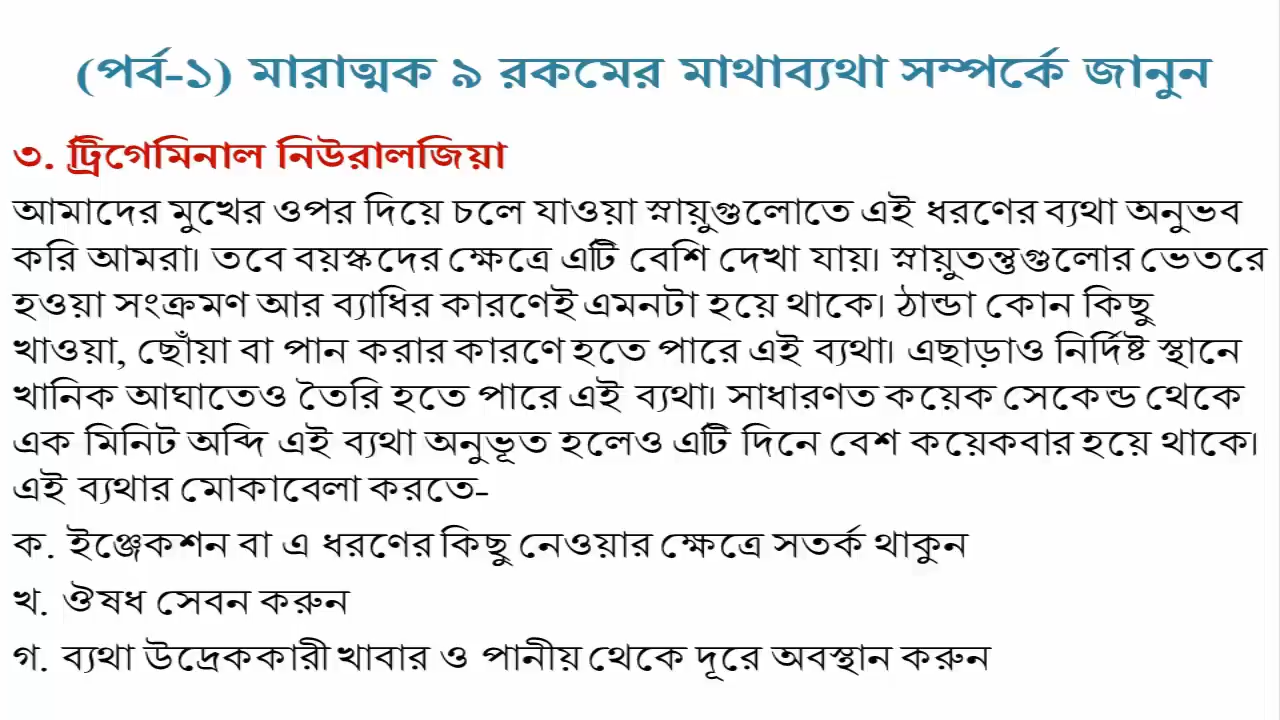 (পর্ব-১) মারাত্মক ৯ রকমের মাথাব্যথা সম্পর্কে জানুন
৩. ট্রিগেমিনাল নিউরালজিয়া
আমাদের মুখের ওপর দিয়ে চলে যাওয়া স্নায়ুগুলোতে এই ধরণের ব্যথা অনুভব
করি আমরা। তবে বয়স্কদের ক্ষেত্রে এটি বেশি দেখা যায়। স্নায়ুতন্তুগুলোর ভেতরে
হওয়া সংক্রমণ আর ব্যাধির কারণেই এমনটা হয়ে থাকে। ঠান্ডা কোন কিছু
খাওয়া, ছোঁয়া বা পান করার কারণে হতে পারে এই ব্যথা। এছাড়াও নির্দিষ্ট স্থানে
খানিক আঘাতেও তৈরি হতে পারে এই ব্যথা। সাধারণত কয়েক সেকেন্ড থেকে
এক মিনিট অব্দি এই ব্যথা অনুভূত হলেও এটি দিনে বেশ কয়েকবার হয়ে থাকে।
এই ব্যথার মোকাবেলা করতে-
ক. ইঞ্জেকশন বা এ ধরণের কিছু নেওয়ার ক্ষেত্রে সতর্ক থাকুন
খ. ঔষধ সেবন করুন
গ. ব্যথা উদ্রেককারী খাবার ও পানীয় থেকে দূরে অবস্থান করুন